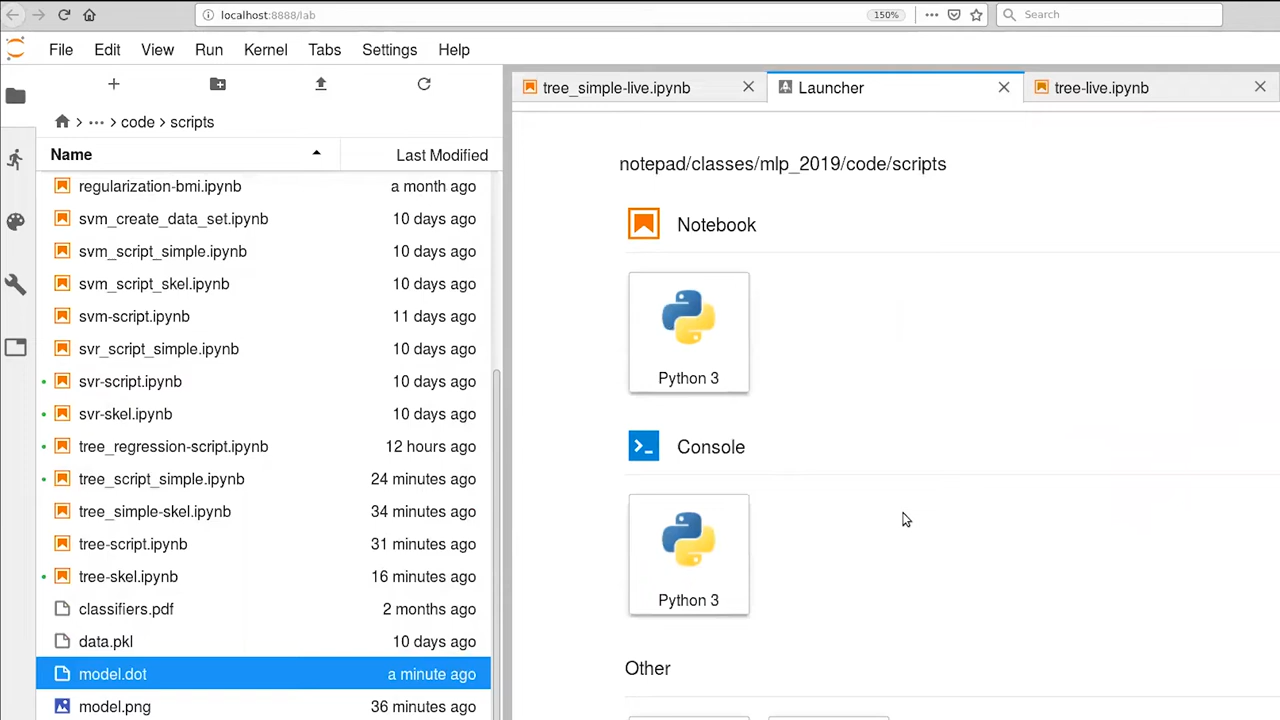 localhost:8888/lab
150%
Search
File Edit View Run Kernel Tabs Settings Help
tree_simple-live.ipynb
Launcher
tree-live.ipynb
code scripts
Name
Last Modified
regularization-bmi.ipynb a month ago
svm_create_data_set.ipynb 10 days ago
svm_script_simple.ipynb 10 days ago
svm_script_skel.ipynb 10 days ago
svm-script.ipynb 11 days ago
svr_script_simple.ipynb 10 days ago
svr-script.ipynb 10 days ago
svr-skel.ipynb 10 days ago
tree_regression-script.ipynb 12 hours ago
tree_script_simple.ipynb 24 minutes ago
tree_simple-skel.ipynb 34 minutes ago
tree-script.ipynb 31 minutes ago
tree-skel.ipynb 16 minutes ago
classifiers.pdf 2 months ago
data.pkl 10 days ago
model.dot a minute ago
model.png 36 minutes ago
notepad/classes/mlp_2019/code/scripts
Notebook
Python 3
Console
Python 3
Other